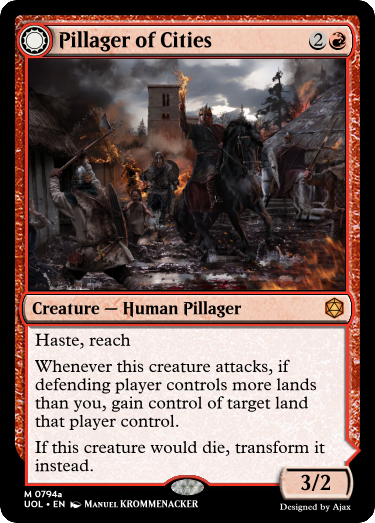 Pillager of Cities 2
Creature — Human Pillager
Haste, reach
Whenever this creature attacks, if
defending player controls more lands
than you, gain control of target land
that player control.
If this creature would die, transform it
instead.
3/2
M 0794a
UOL • EN Manuel KROMMENACKER
Designed by Ajax